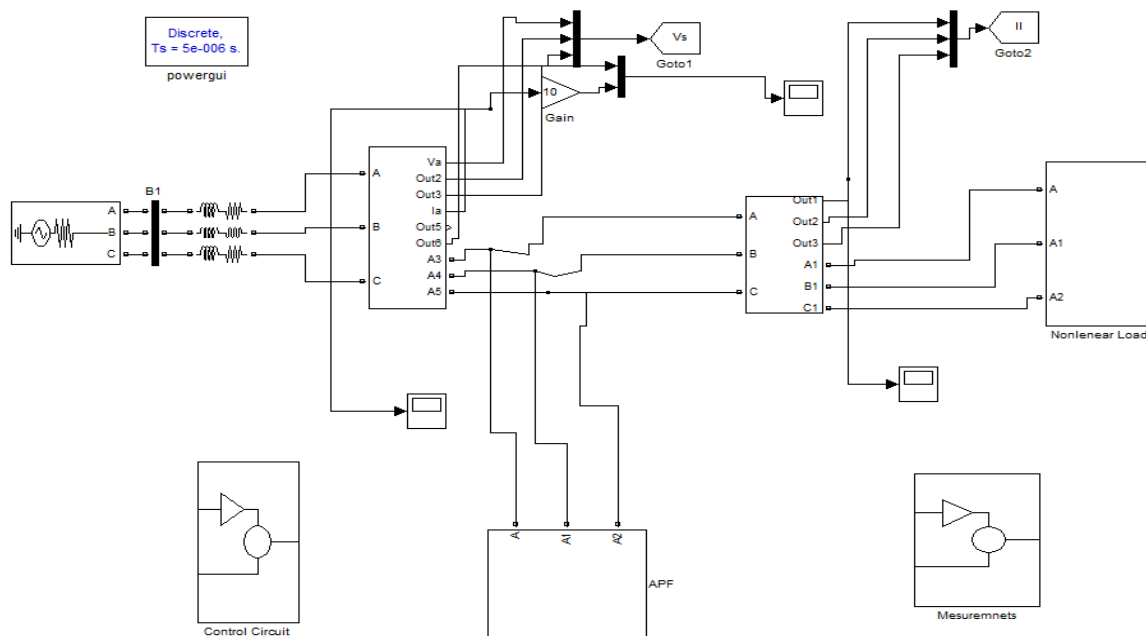 Discrete,
Ts = 5e-006 s.
powergui
Vs
Goto1
Il
Goto2
10
Gain
B1
A
B
C
A
B
C
Va
Out2
Out3
Ia
Out5
Out6
A3
A4
A5
A
B
C
Out1
Out2
Out3
A1
B1
C1
A
A1
A2
Nonlenear Load
A
A1
A2
APF
Control Circuit
Mesuremnets